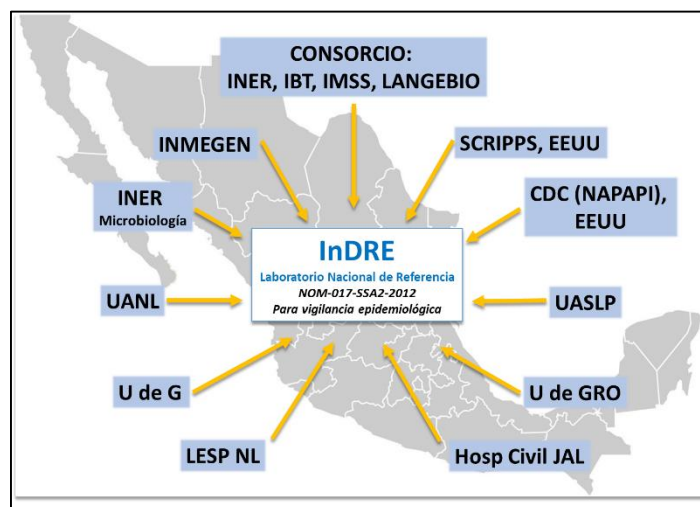 CONSORCIO:
INER, IBT, IMSS, LANGEBIO
INMEGEN
SCRIPPS, EEUU
INER
Microbiología
CDC (NAPAPI),
EEUU
InDRE
Laboratorio Nacional de Referencia
NOM-017-SSA2-2012
Para vigilancia epidemiológica
UANL
UASLP
U de G
U de GRO
LESP NL
Hosp Civil JAL